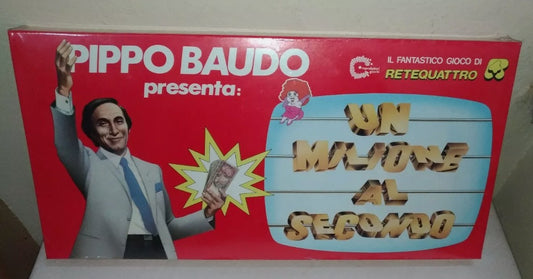 PIPPO BAUDO
presenta:
IL FANTASTICO GIOCO DI
RETEQUATTRO
UN
MILIONE
AL
SECONDO